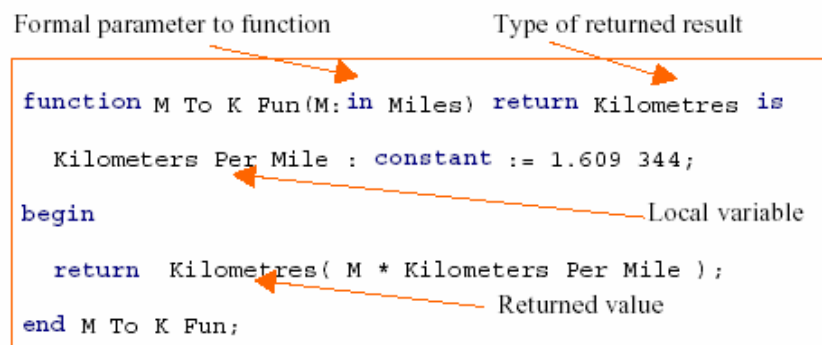 Formal parameter to function Type of returned result
function M To K Fun(M: in Miles) return Kilometres is
Kilometers Per Mile : constant := 1.609 344;
Local variable
begin
return Kilometres( M * Kilometers Per Mile );
Returned value
end M To K Fun;